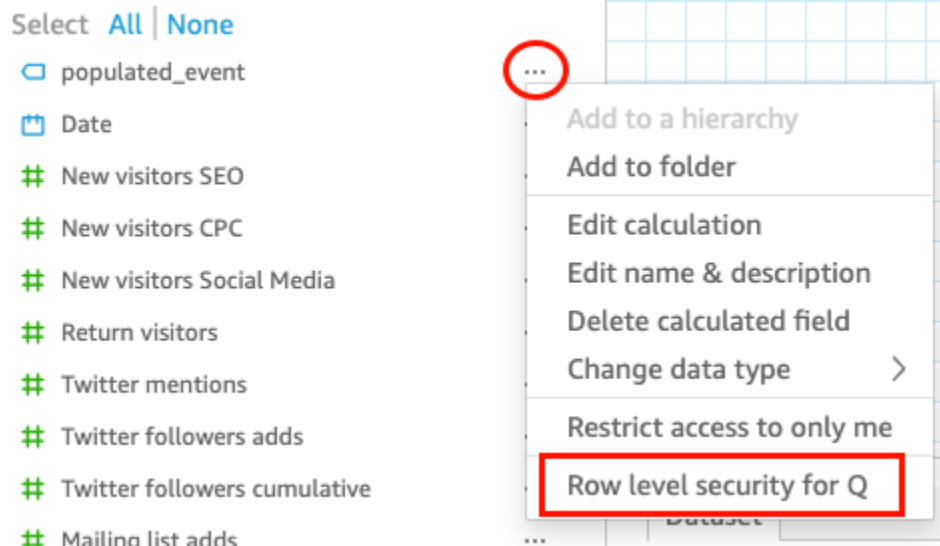 Select All | None
populated_event ...
Date
New visitors SEO
New visitors CPC
New visitors Social Media
Return visitors
Twitter mentions
Twitter followers adds
Twitter followers cumulative
Mailing list adds ...
Add to a hierarchy
Add to folder
Edit calculation
Edit name & description
Delete calculated field
Change data type
Restrict access to only me
Row level security for Q
Dataset